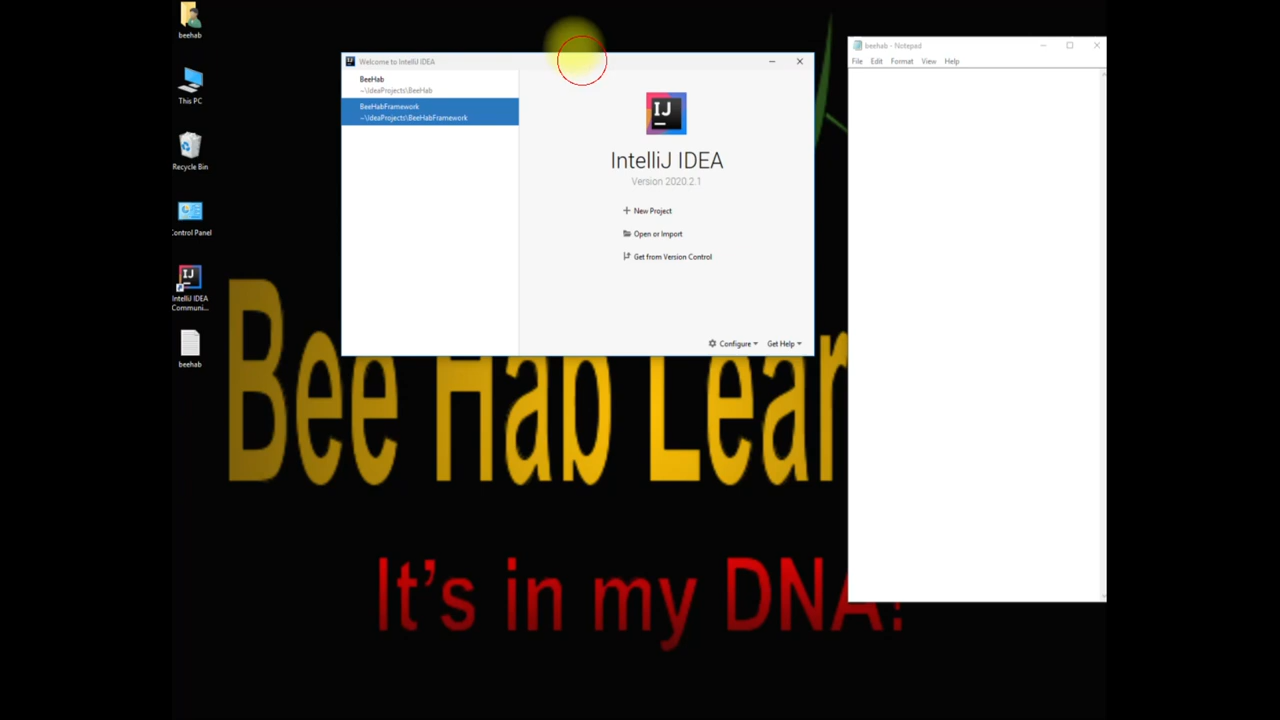 beehab
This PC
Recycle Bin
Control Panel
IntelliJ IDEA
Communi...
beehab
Welcome to IntelliJ IDEA
BeeHab
~\IdeaProjects\BeeHab
BeeHabFramework
~\IdeaProjects\BeeHabFramework
IJ
IntelliJ IDEA
Version 2020.2.1
New Project
Open or Import
Get from Version Control
Configure
Get Help
beehab - Notepad
File Edit Format View Help
Bee Hab Lear
It's in my DNA!